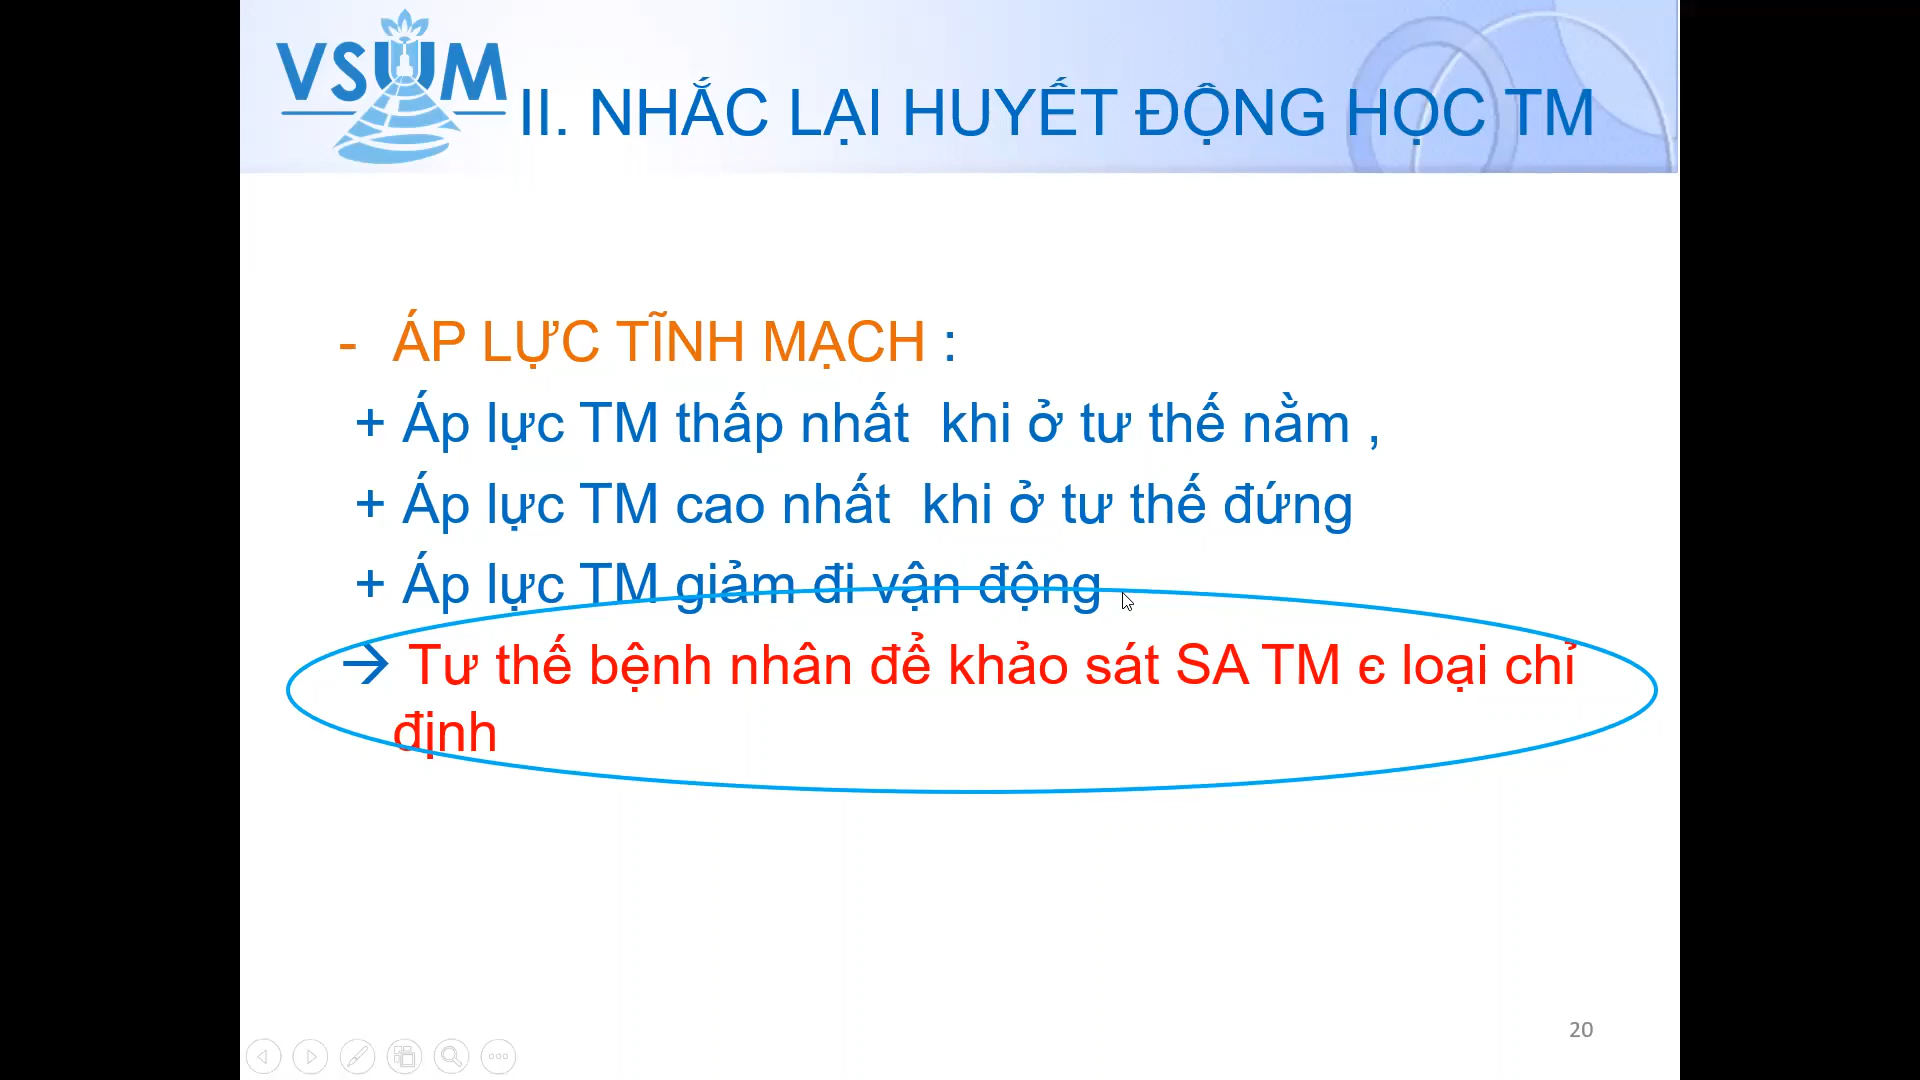 VSUM
II. NHẮC LẠI HUYẾT ĐỘNG HỌC TM
- ÁP LỰC TĨNH MẠCH :
+ Áp lực TM thấp nhất khi ở tư thế nằm ,
+ Áp lực TM cao nhất khi ở tư thế đứng
+ Áp lực TM giảm đi vận động
→ Tư thế bệnh nhân để khảo sát SA TM є loại chỉ
định
20